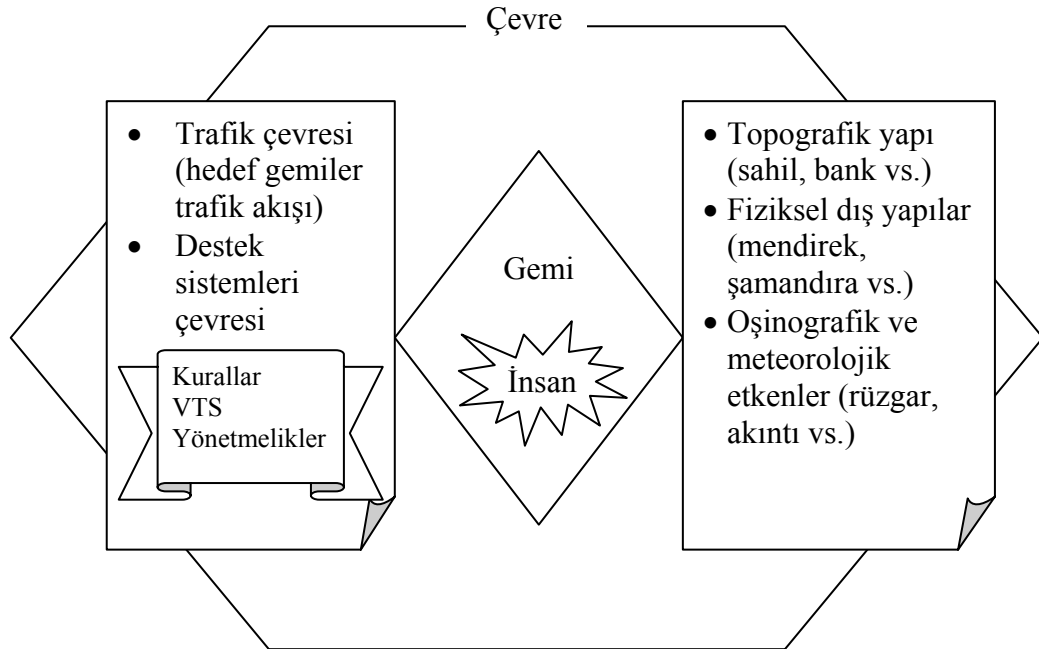 Çevre
• Trafik çevresi
(hedef gemiler
trafik akışı)
• Destek
sistemleri
çevresi
Kurallar
VTS
Yönetmelikler
Gemi
İnsan
• Topografik yapı
(sahil, bank vs.)
• Fiziksel dış yapılar
(mendirek,
şamandıra vs.)
• Oşinografik ve
meteorolojik
etkenler (rüzgar,
akıntı vs.)